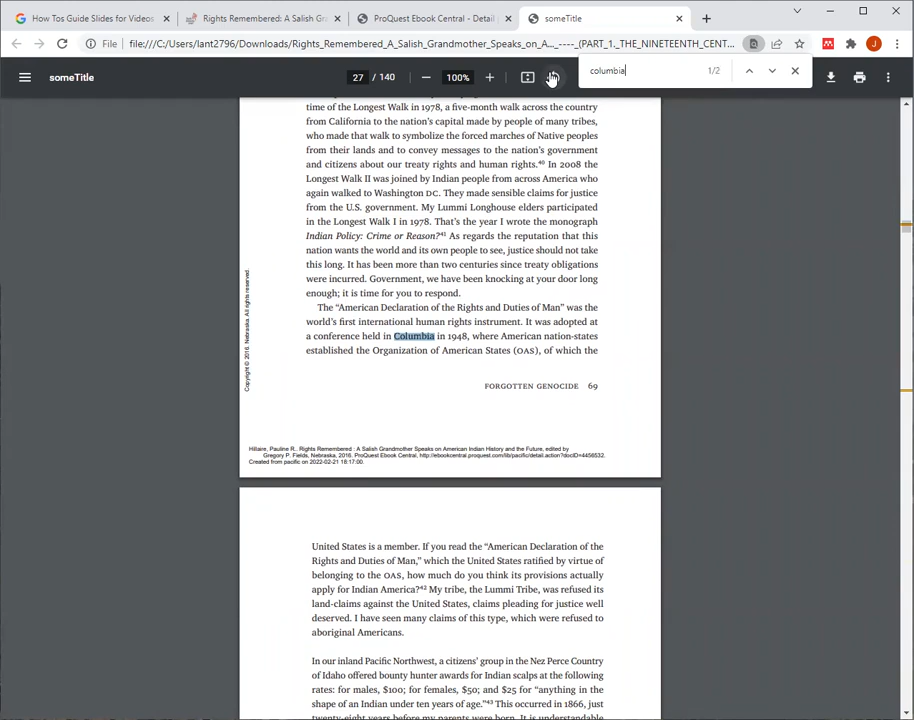 How Tos Guide Slides for Videos
Rights Remembered: A Salish Gran
ProQuest Ebook Central - Detail
someTitle
File
file:///C:/Users/lant2796/Downloads/Rights_Remembered_A_Salish_Grandmother_Speaks_on_A..._----_(PART_1._THE_NINETEENTH_CENT...
J
someTitle
27 / 140
100%
columbia
1/2
time of the Longest Walk in 1978, a five-month walk across the country
from California to the nation's capital made by people of many tribes,
who made that walk to symbolize the forced marches of Native peoples
from their lands and to convey messages to the nation's government
and citizens about our treaty rights and human rights.⁴⁰ In 2008 the
Longest Walk II was joined by Indian people from across America who
again walked to Washington DC. They made sensible claims for justice
from the U.S. government. My Lummi Longhouse elders participated
in the Longest Walk I in 1978. That's the year I wrote the monograph
Indian Policy: Crime or Reason?⁴¹ As regards the reputation that this
nation wants the world and its own people to see, justice should not take
this long. It has been more than two centuries since treaty obligations
were incurred. Government, we have been knocking at your door long
enough; it is time for you to respond.
The “American Declaration of the Rights and Duties of Man” was the
world's first international human rights instrument. It was adopted at
a conference held in Columbia in 1948, where American nation-states
established the Organization of American States (OAS), of which the
FORGOTTEN GENOCIDE 69
Copyright © 2016. Nebraska. All rights reserved.
Hillaire, Pauline R.. Rights Remembered : A Salish Grandmother Speaks on American Indian History and the Future, edited by
Gregory P. Fields, Nebraska, 2016. ProQuest Ebook Central, http://ebookcentral.proquest.com/lib/pacific/detail.action?docID=4456532.
Created from pacific on 2022-02-21 18:17:00.
United States is a member. If you read the “American Declaration of the
Rights and Duties of Man,” which the United States ratified by virtue of
belonging to the OAS, how much do you think its provisions actually
apply for Indian America?⁴² My tribe, the Lummi Tribe, was refused its
land-claims against the United States, claims pleading for justice well
deserved. I have seen many claims of this type, which were refused to
aboriginal Americans.
In our inland Pacific Northwest, a citizens' group in the Nez Perce Country
of Idaho offered bounty hunter awards for Indian scalps at the following
rates: for males, $100; for females, $50; and $25 for “anything in the
shape of an Indian under ten years of age.”⁴³ This occurred in 1866, just
twenty-eight years before my parents were born. It is understandable